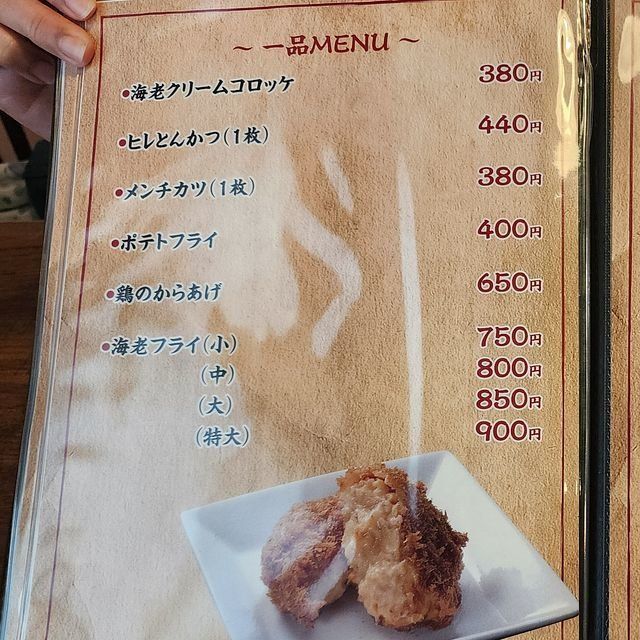 ～ 一品MENU ～
●海老クリームコロッケ 380円
●ヒレとんかつ(1枚) 440円
●メンチカツ(1枚) 380円
●ポテトフライ 400円
●鶏のからあげ 650円
●海老フライ(小) 750円
(中) 800円
(大) 850円
(特大) 900円